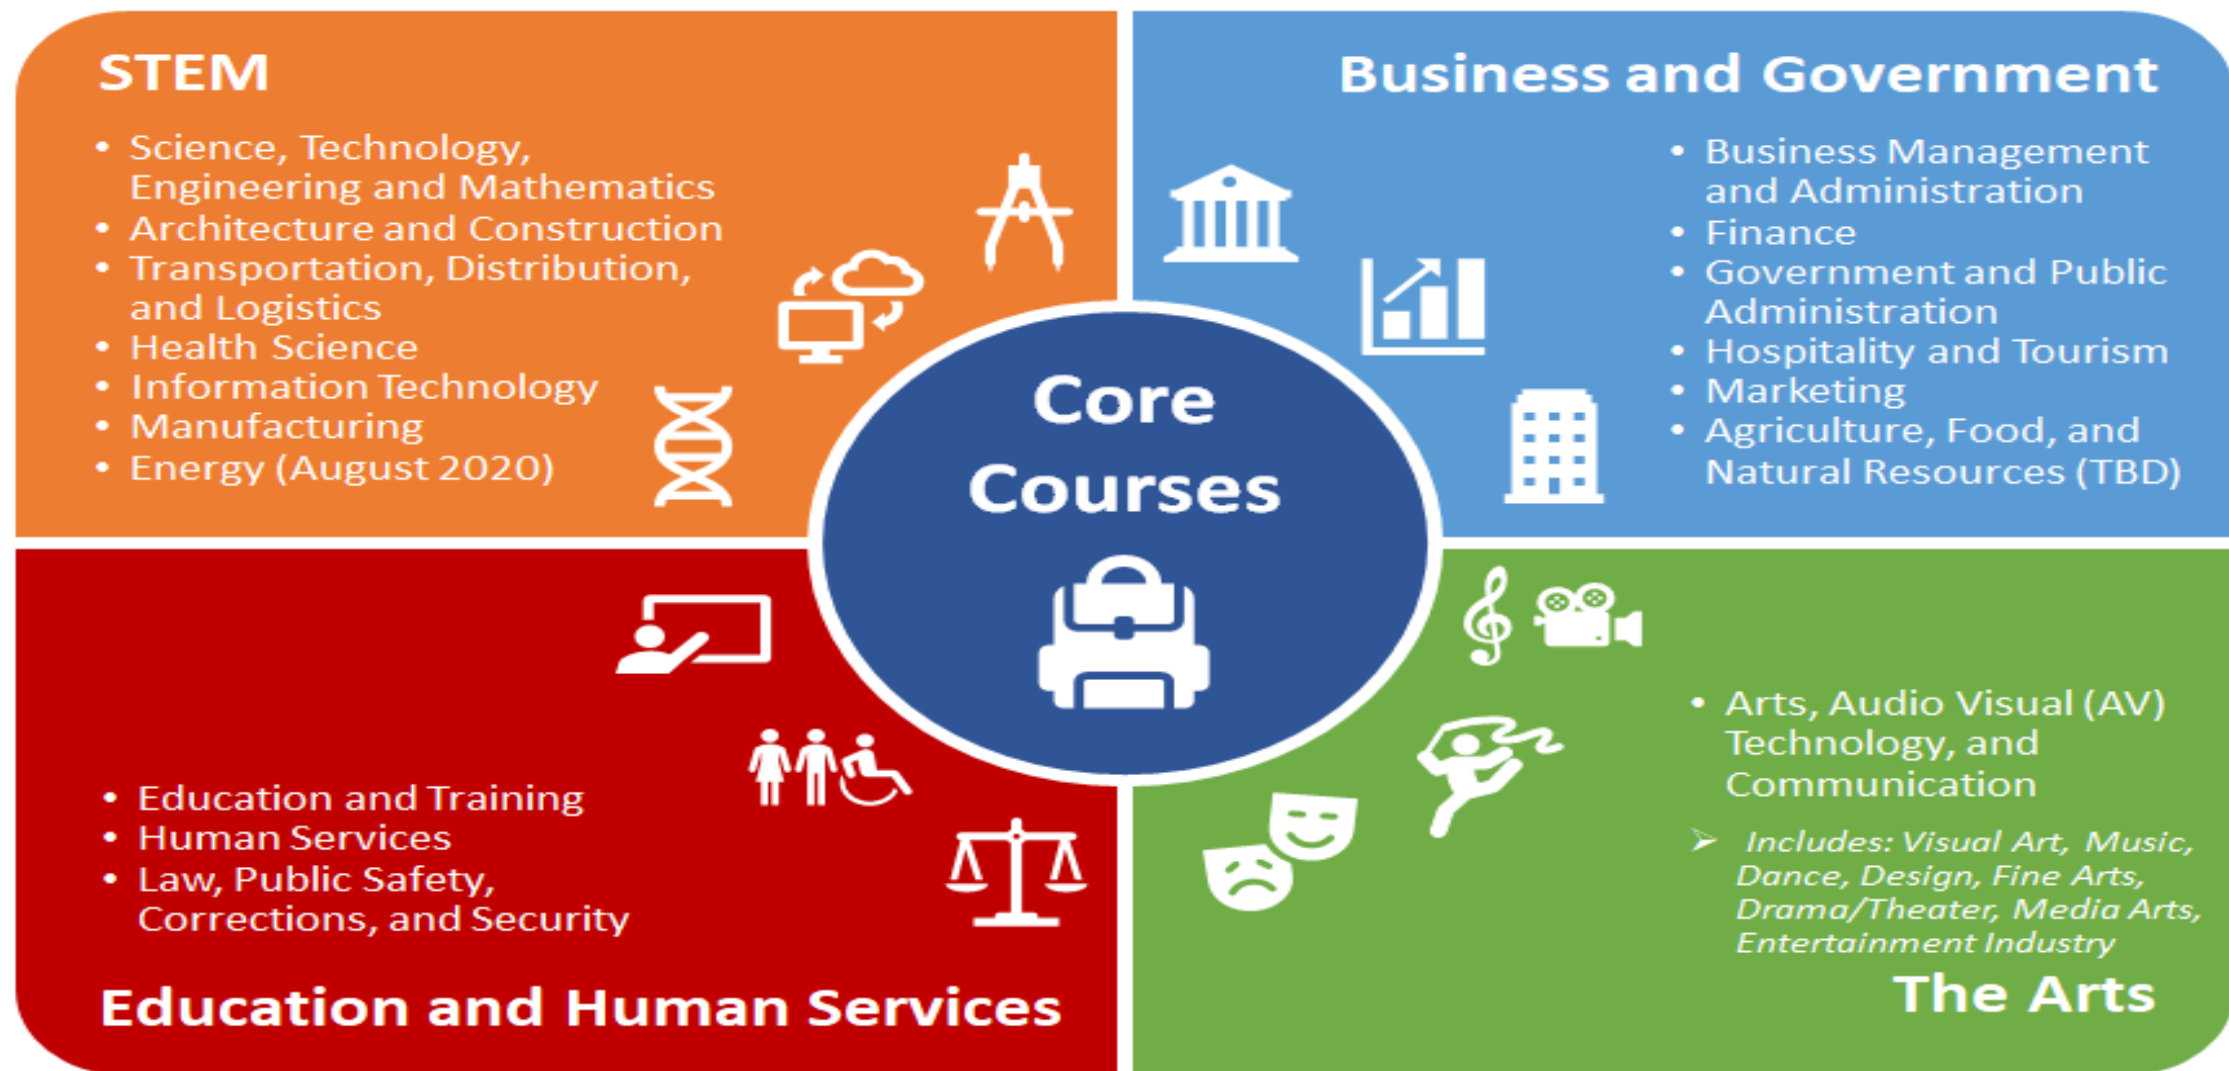 STEM
• Science, Technology,
Engineering and Mathematics
• Architecture and Construction
• Transportation, Distribution,
and Logistics
• Health Science
• Information Technology
• Manufacturing
• Energy (August 2020)
Business and Government
• Business Management
and Administration
• Finance
• Government and Public
Administration
• Hospitality and Tourism
• Marketing
• Agriculture, Food, and
Natural Resources (TBD)
Core
Courses
• Education and Training
• Human Services
• Law, Public Safety,
Corrections, and Security
Education and Human Services
• Arts, Audio Visual (AV)
Technology, and
Communication
➢ Includes: Visual Art, Music,
Dance, Design, Fine Arts,
Drama/Theater, Media Arts,
Entertainment Industry
The Arts